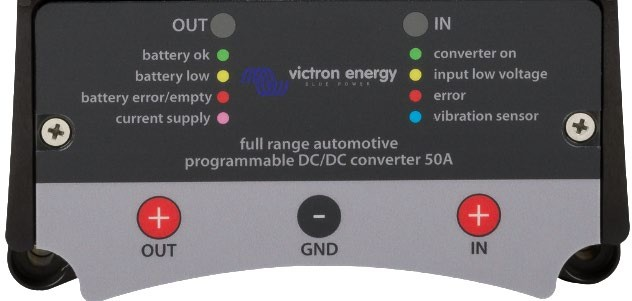 OUT
IN
battery ok
battery low
battery error/empty
current supply
victron energy
BLUE POWER
converter on
input low voltage
error
vibration sensor
full range automotive
programmable DC/DC converter 50A
+
-
+
OUT
GND
IN